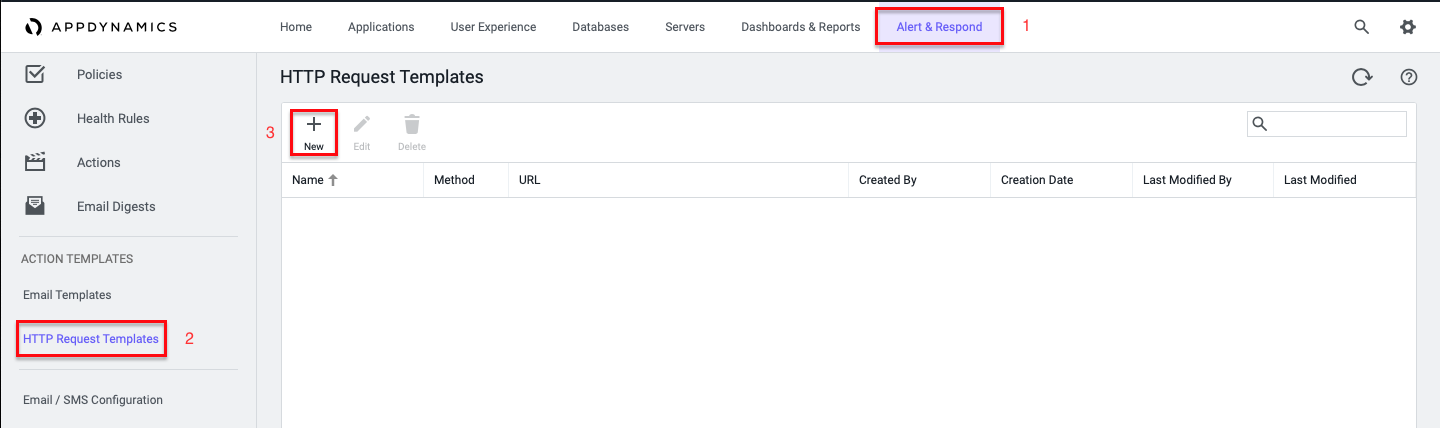 APPDYNAMICS Home Applications User Experience Databases Servers Dashboards & Reports Alert & Respond 1
Policies
Health Rules
Actions
Email Digests
ACTION TEMPLATES
Email Templates
HTTP Request Templates 2
Email / SMS Configuration
HTTP Request Templates
3 New Edit Delete
Name Method URL Created By Creation Date Last Modified By Last Modified